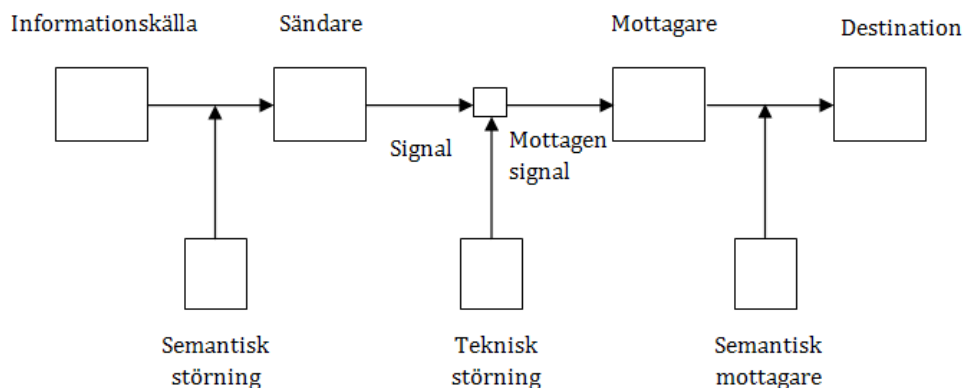 Informationskälla
Sändare
Mottagare
Destination
Signal
Mottagen
signal
Semantisk
störning
Teknisk
störning
Semantisk
mottagare